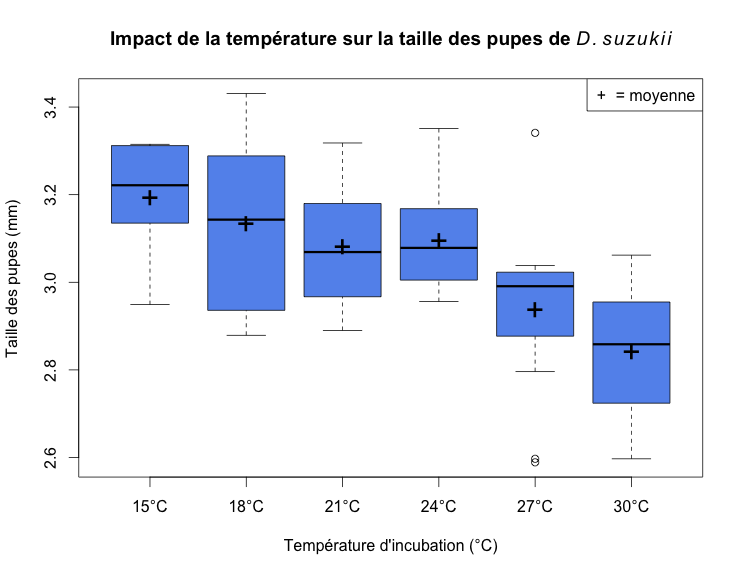 Impact de la température sur la taille des pupes de D. suzukii
+ = moyenne
Taille des pupes (mm)
3.4
3.2
3.0
2.8
2.6
15°C 18°C 21°C 24°C 27°C 30°C
Température d'incubation (°C)